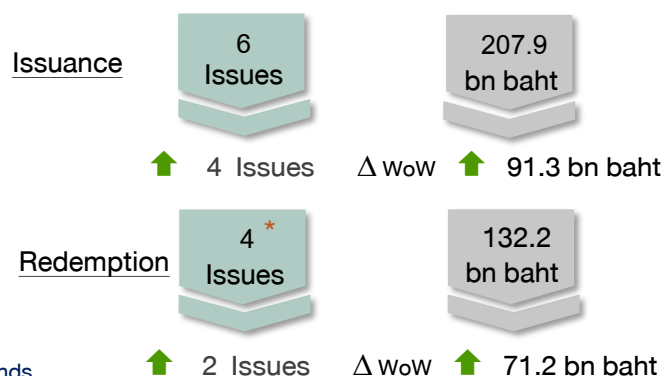 Issuance
6
Issues
207.9
bn baht
4 Issues
Δ WoW
91.3 bn baht
Redemption
4 *
Issues
132.2
bn baht
2 Issues
Δ WoW
71.2 bn baht